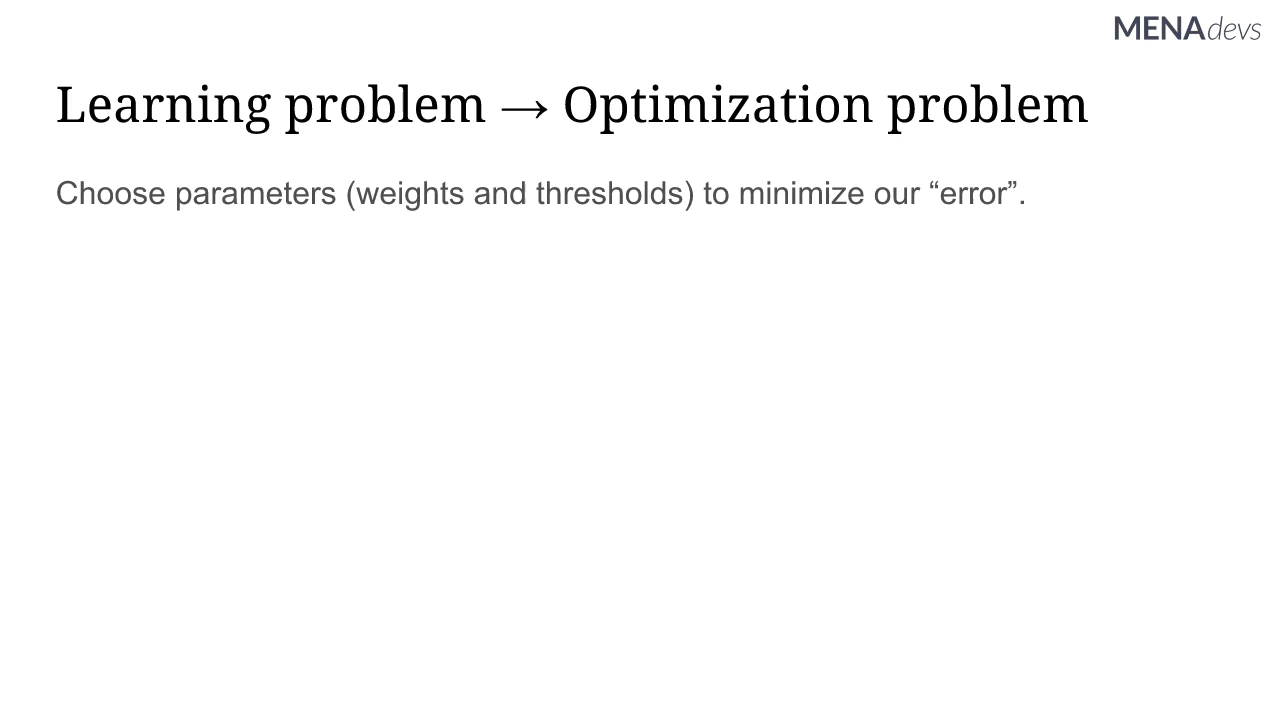 MENAdevs
Learning problem → Optimization problem
Choose parameters (weights and thresholds) to minimize our “error”.